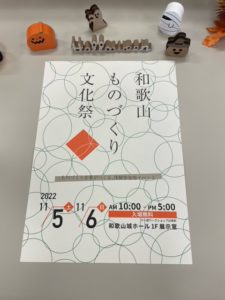 HALLOWEEN
和歌山
ものづくり
文化祭
2022
11/5土
11/6日
AM 10:00 ▶ PM 5:00
入場無料
和歌山城ホール 1F 展示室